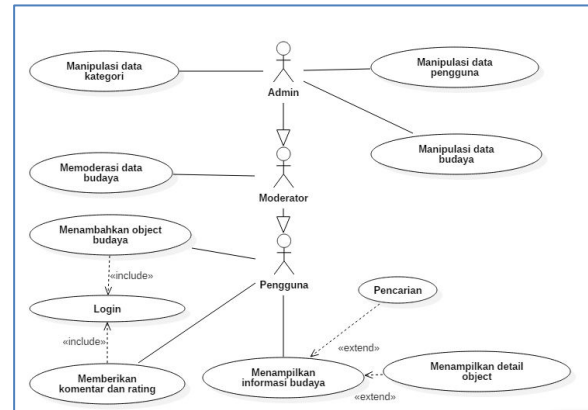 Manipulasi data
kategori
Admin
Manipulasi data
pengguna
Manipulasi data
budaya
Memoderasi data
budaya
Moderator
Menambahkan object
budaya
«include»
Pengguna
Login
Pencarian
«include»
«extend»
Memberikan
komentar dan rating
Menampilkan
informasi budaya
Menampilkan detail
object
«extend»